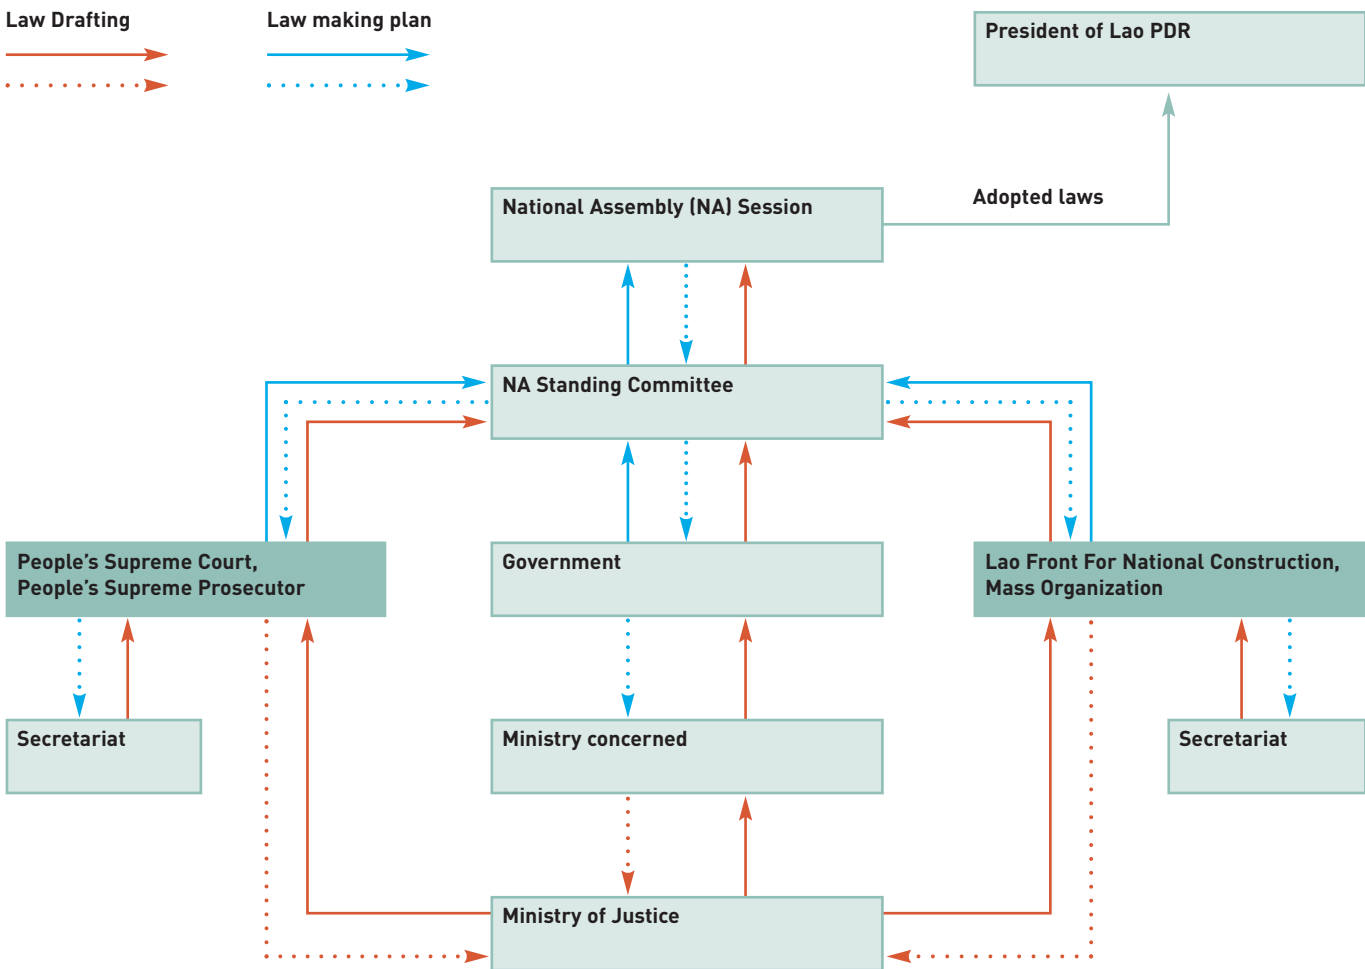 Law Drafting
Law making plan
President of Lao PDR
National Assembly (NA) Session
Adopted laws
NA Standing Committee
People’s Supreme Court,
People’s Supreme Prosecutor
Government
Lao Front For National Construction,
Mass Organization
Secretariat
Ministry concerned
Secretariat
Ministry of Justice